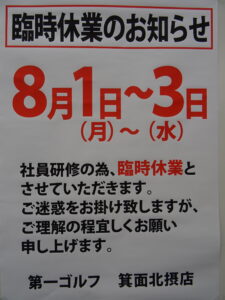 臨時休業のお知らせ
8月1日～3日
（月）～（水）
社員研修の為、臨時休業と
させていただきます。
ご迷惑をお掛け致しますが、
ご理解の程宜しくお願い
申し上げます。
第一ゴルフ　箕面北摂店